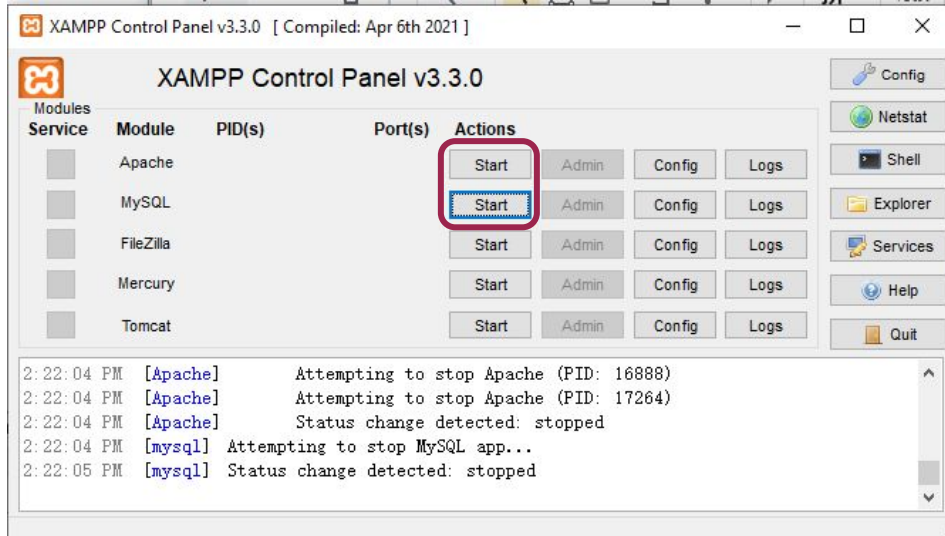 XAMPP Control Panel v3.3.0 [ Compiled: Apr 6th 2021 ]
XAMPP Control Panel v3.3.0
Config
Modules
Service Module PID(s) Port(s) Actions
Netstat
Apache Start Admin Config Logs
Shell
MySQL Start Admin Config Logs
Explorer
FileZilla Start Admin Config Logs
Services
Mercury Start Admin Config Logs
Help
Tomcat Start Admin Config Logs
Quit
2:22:04 PM [Apache] Attempting to stop Apache (PID: 16888)
2:22:04 PM [Apache] Attempting to stop Apache (PID: 17264)
2:22:04 PM [Apache] Status change detected: stopped
2:22:04 PM [mysql] Attempting to stop MySQL app...
2:22:05 PM [mysql] Status change detected: stopped